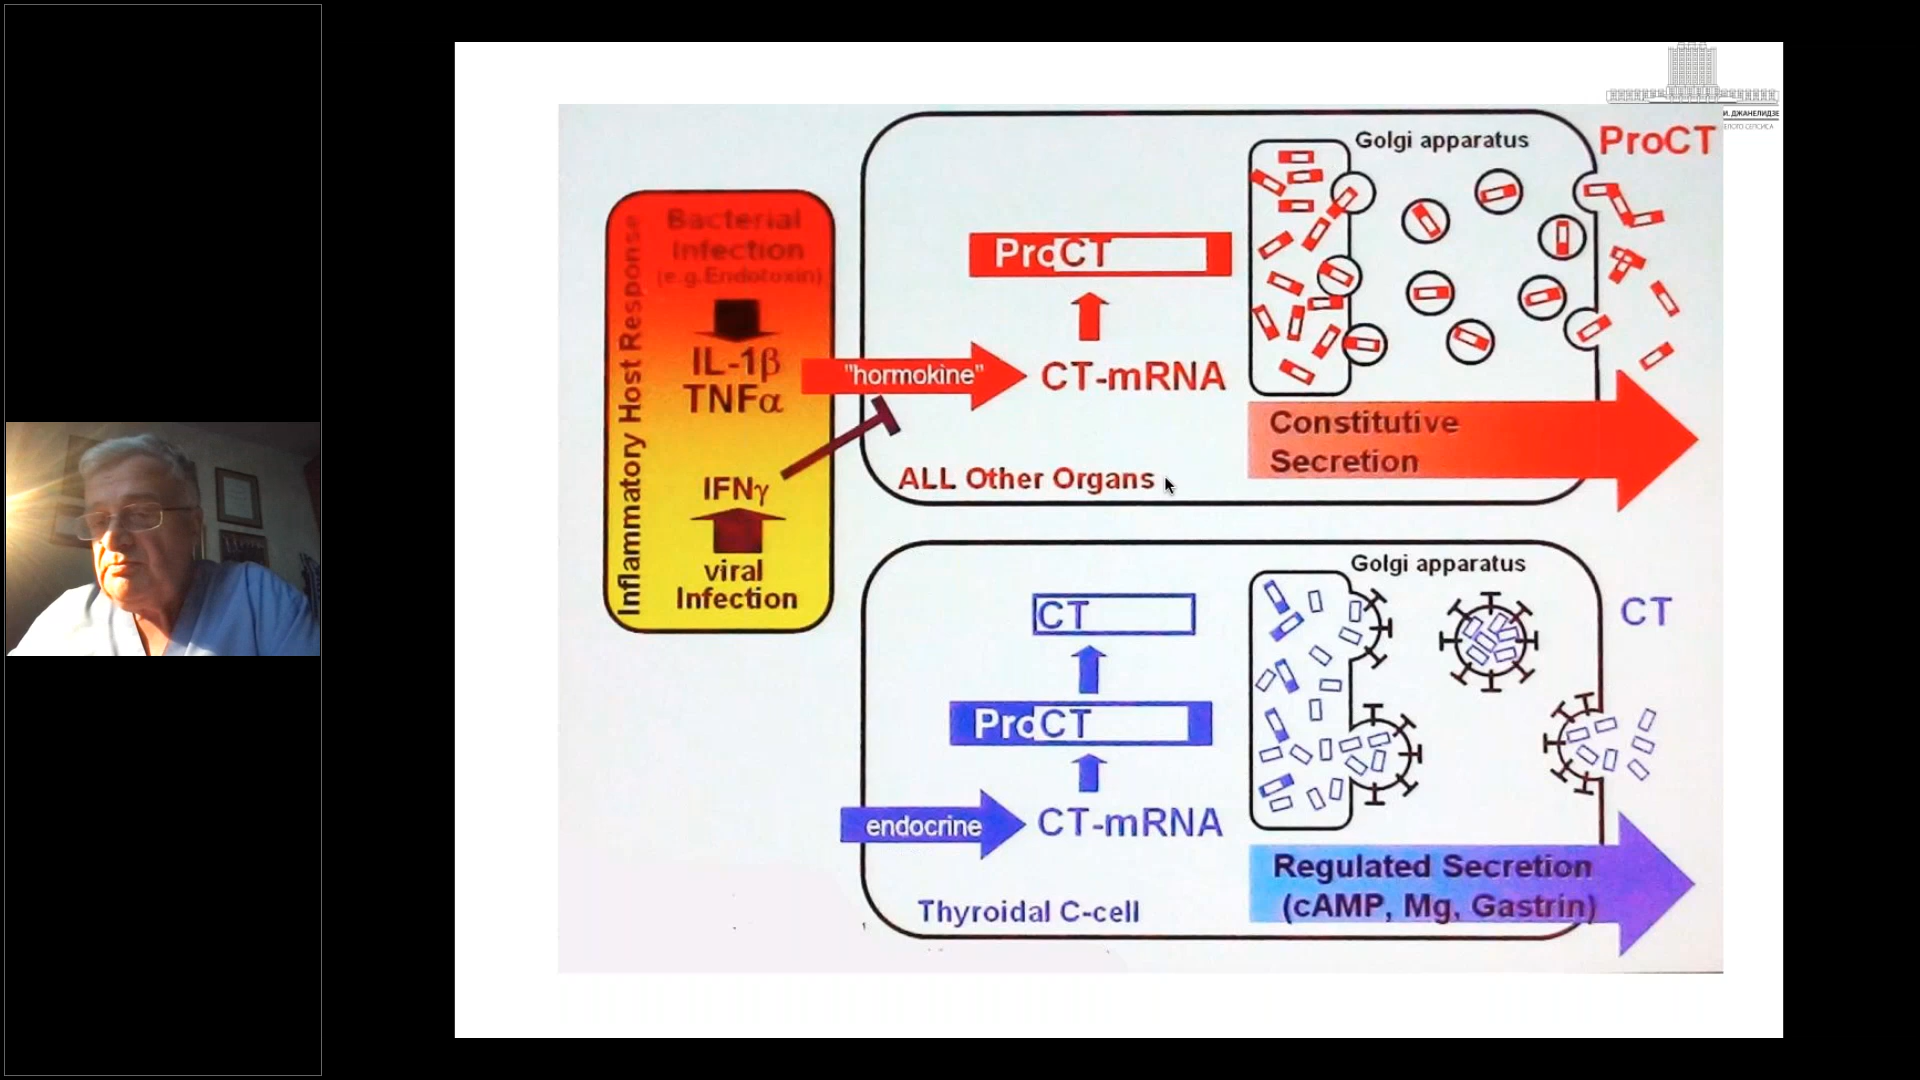 И. ДЖАНЕЛИДЗЕ
Golgi apparatus
ProCT
Bacterial
Infection
(e.g.Endotoxin)
Inflammatory Host Response
IL-1β
TNFα
"hormokine"
ProCT
CT-mRNA
IFNγ
viral
Infection
ALL Other Organs
Constitutive
Secretion
Golgi apparatus
CT
CT
ProCT
endocrine
CT-mRNA
Thyroidal C-cell
Regulated Secretion
(cAMP, Mg, Gastrin)